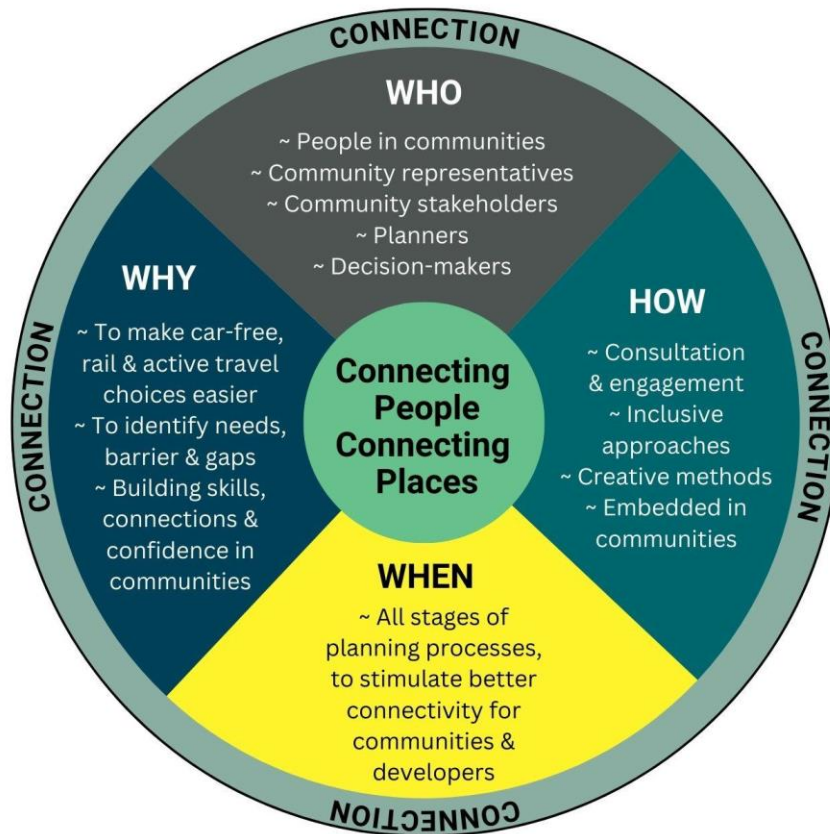 CONNECTION
WHO
~ People in communities
~ Community representatives
~ Community stakeholders
~ Planners
~ Decision-makers
WHY
~ To make car-free,
rail & active travel
choices easier
~ To identify needs,
barrier & gaps
~ Building skills,
connections &
confidence in
communities
CONNECTION
Connecting
People
Connecting
Places
HOW
~ Consultation
& engagement
~ Inclusive
approaches
~ Creative methods
~ Embedded in
communities
CONNECTION
WHEN
~ All stages of
planning processes,
to stimulate better
connectivity for
communities &
developers
CONNECTION